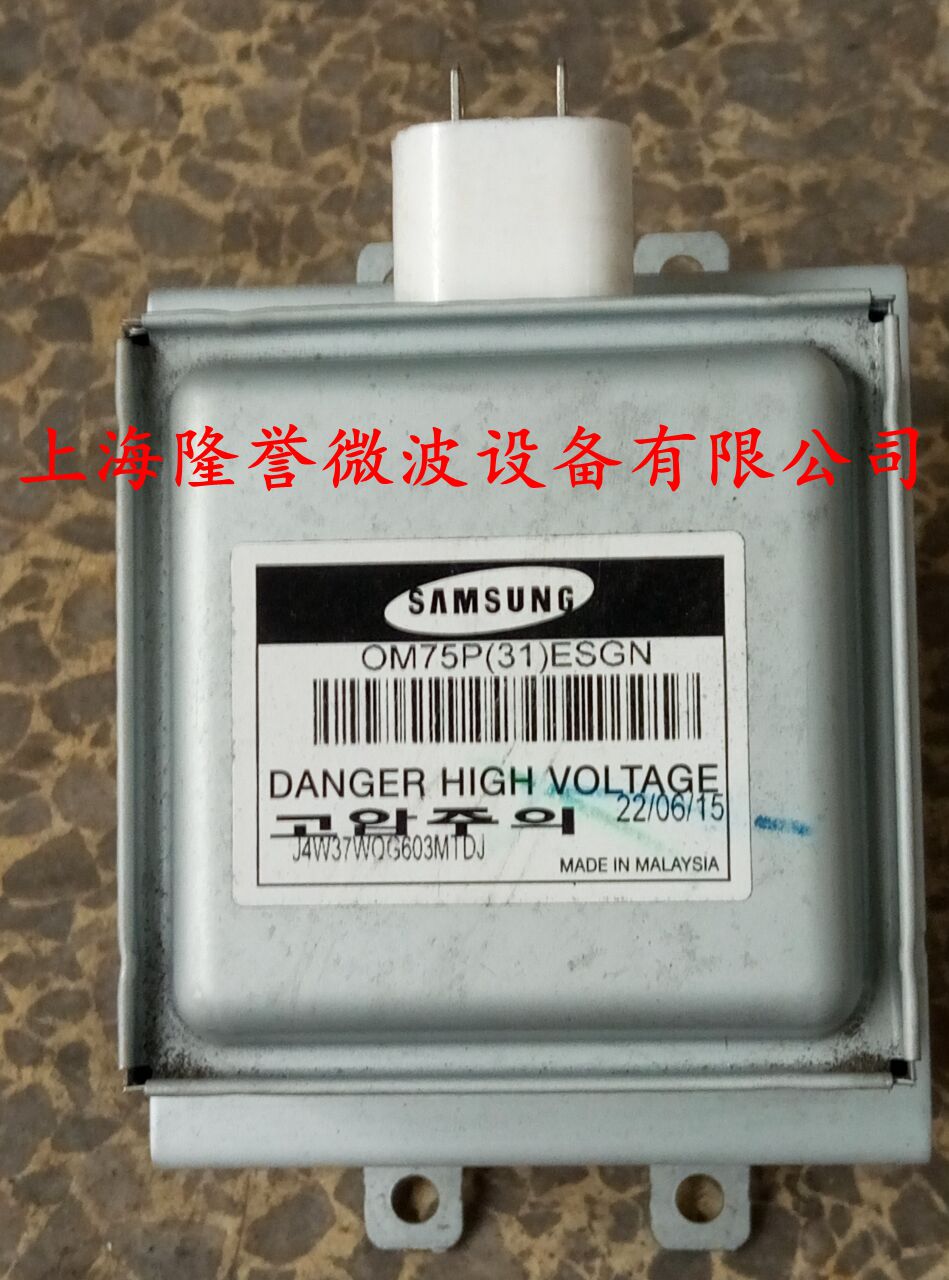 上海隆誉微波设备有限公司
SAMSUNG
OM75P(31)ESGN
DANGER HIGH VOLTAGE
고압주의
22/06/15
J4W37WQG603MTDJ
MADE IN MALAYSIA